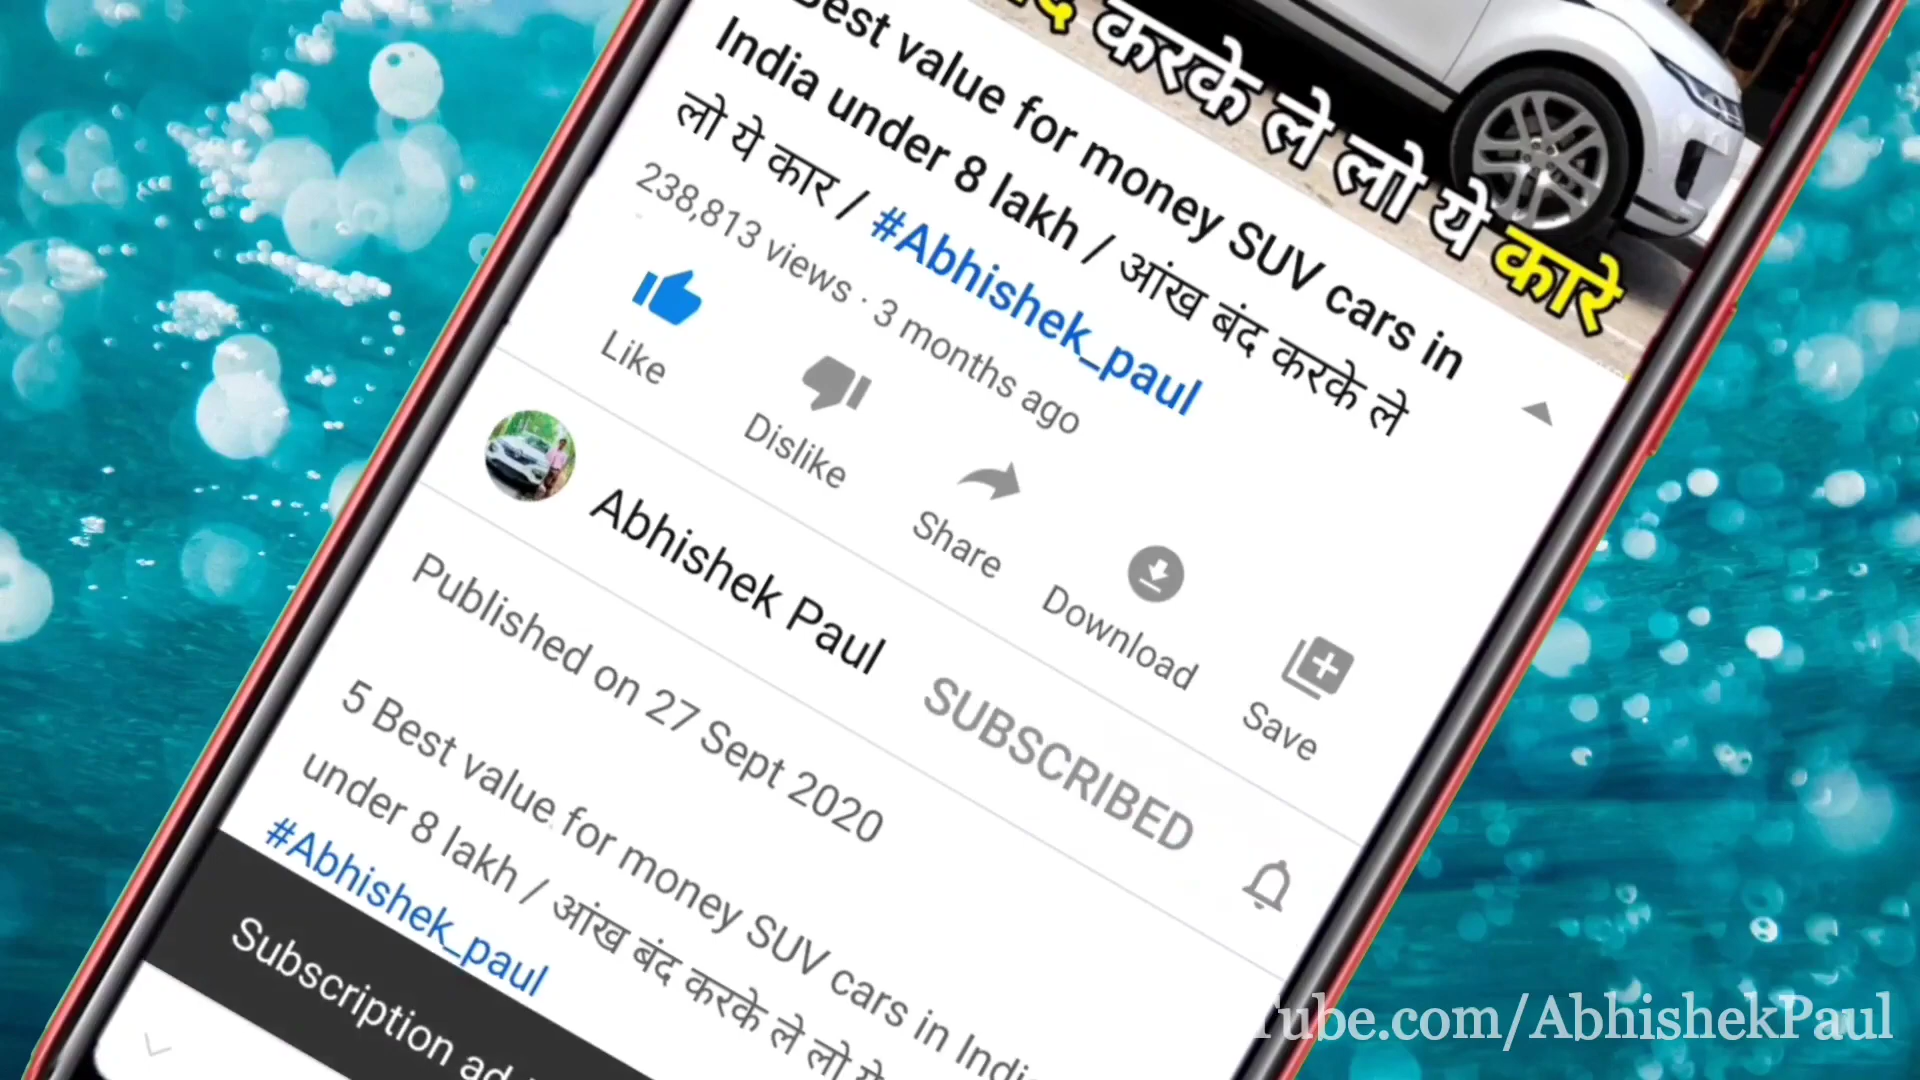 करके ले लो ये कारे
Best value for money SUV cars in
India under 8 lakh / आंख बंद करके ले
लो ये कार / #Abhishek_paul
238,813 views · 3 months ago
Like
Dislike
Share
Download
Save
Abhishek Paul
SUBSCRIBED
Published on 27 Sept 2020
5 Best value for money SUV cars in
under 8 lakh / आंख बंद करके ले लो
#Abhishek_paul
Subscription
Tube.com/AbhishekPaul